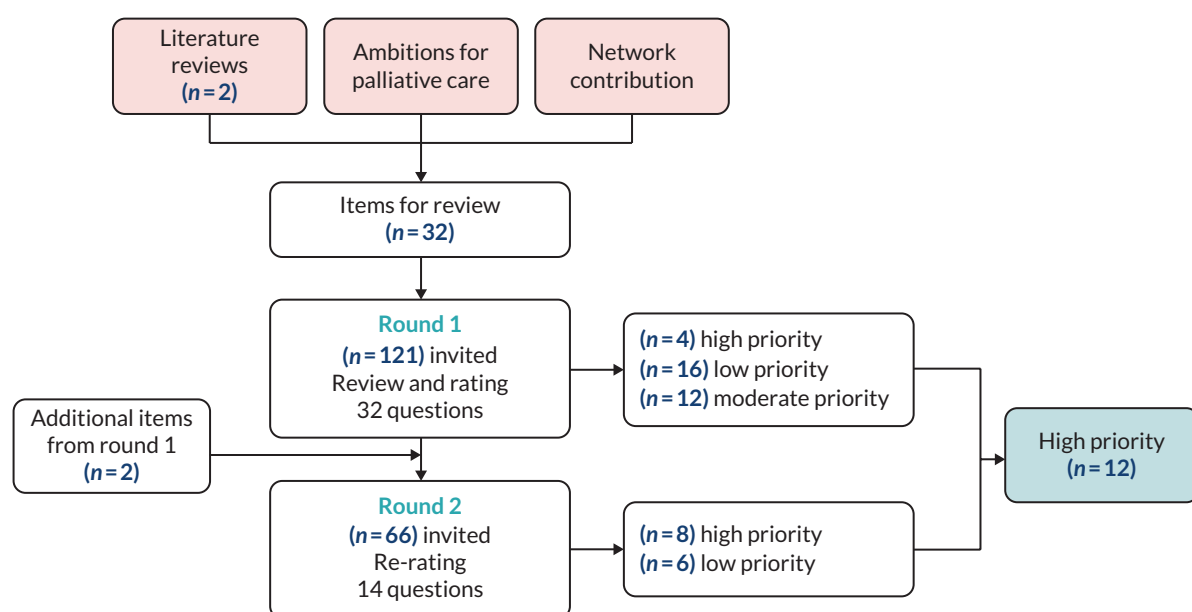 Literature
reviews
(n=2)
Ambitions for
palliative care
Network
contribution
Items for review
(n=32)
Round 1
(n=121) invited
Review and rating
32 questions
(n=4) high priority
(n=16) low priority
(n=12) moderate priority
Additional items
from round 1
(n=2)
High priority
(n=12)
Round 2
(n=66) invited
Re-rating
14 questions
(n=8) high priority
(n=6) low priority